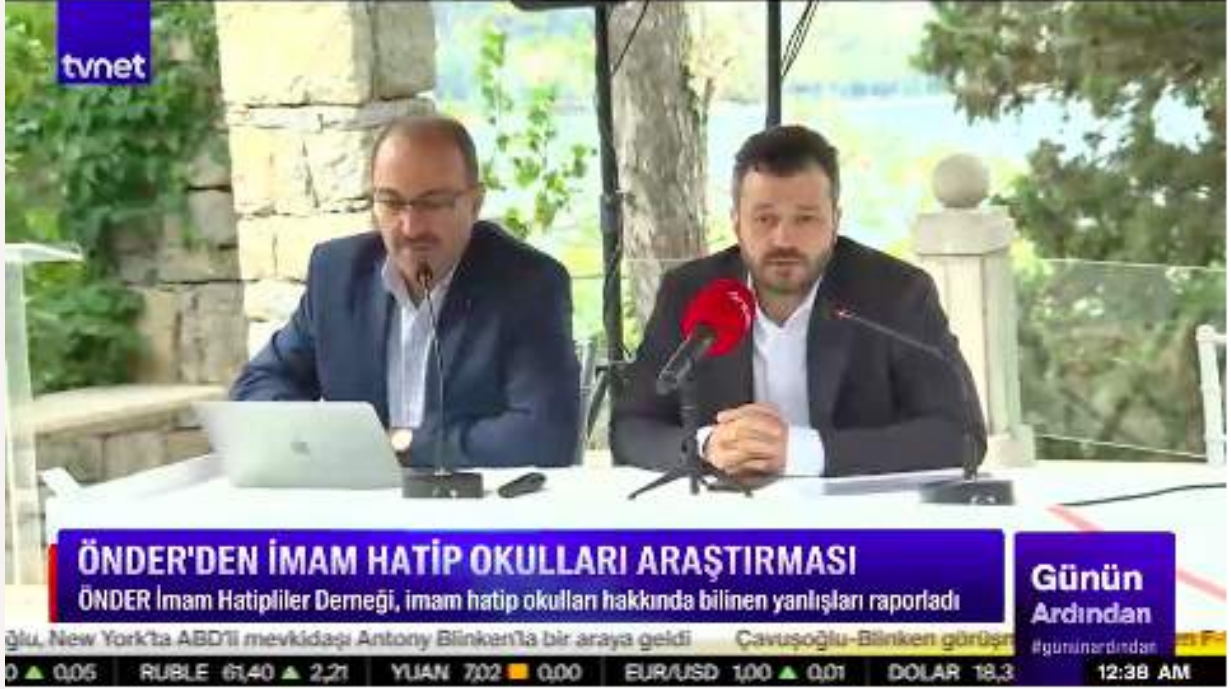 tvnet
ÖNDER'DEN İMAM HATİP OKULLARI ARAŞTIRMASI
ÖNDER İmam Hatipliler Derneği, imam hatip okulları hakkında bilinen yanlışları raporladı
Günün
Ardından
#gününardından
ğlu, New York'ta ABD'li mevkidaşı Antony Blinken'la bir araya geldi Çavuşoğlu-Blinken
0 ▲ 0,05 RUBLE 61,40 ▲ 2,21 YUAN 7,02 0,00 EUR/USD 1,00 ▲ 0,01 DOLAR 18,3 12:38 AM